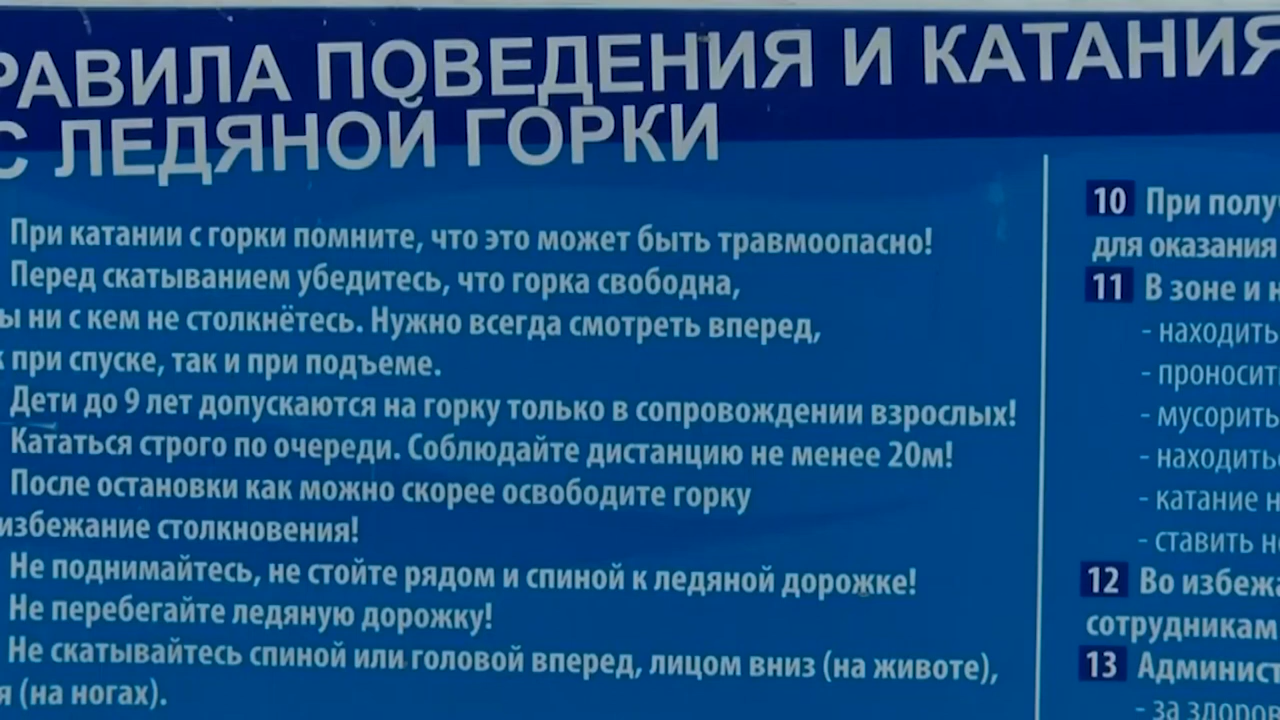 РАВИЛА ПОВЕДЕНИЯ И КАТАНИЯ
С ЛЕДЯНОЙ ГОРКИ
При катании с горки помните, что это может быть травмоопасно!
Перед скатыванием убедитесь, что горка свободна,
ы ни с кем не столкнётесь. Нужно всегда смотреть вперед,
к при спуске, так и при подъеме.
Дети до 9 лет допускаются на горку только в сопровождении взрослых!
Кататься строго по очереди. Соблюдайте дистанцию не менее 20м!
После остановки как можно скорее освободите горку
избежание столкновения!
Не поднимайтесь, не стойте рядом и спиной к ледяной дорожке!
Не перебегайте ледяную дорожку!
Не скатывайтесь спиной или головой вперед, лицом вниз (на животе),
я (на ногах).
10 При получ
для оказания
11 В зоне и н
- находить
- проносит
- мусорить
- находитьс
- катание н
- ставить не
12 Во избежа
сотрудникам
13 Админист
- за здоров